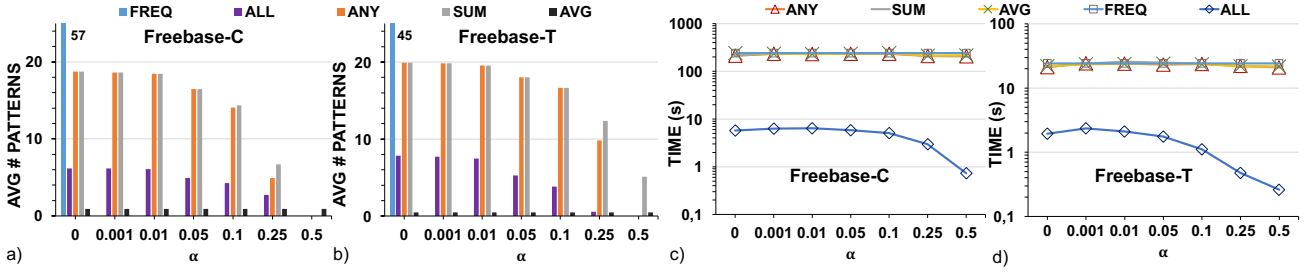 FREQ ALL ANY SUM AVG
57
Freebase-C
AVG # PATTERNS
20
10
0
0 0.001 0.01 0.05 0.1 0.25 0.5
α
a)
45
Freebase-T
AVG # PATTERNS
20
10
0
0 0.001 0.01 0.05 0.1 0.25 0.5
α
b)
ANY SUM AVG FREQ ALL
TIME (s)
1000
100
10
1
0,1
Freebase-C
0 0.001 0.01 0.05 0.1 0.25 0.5
α
c)
TIME (s)
100
10
1
0,1
Freebase-T
0 0.001 0.01 0.05 0.1 0.25 0.5
α
d)